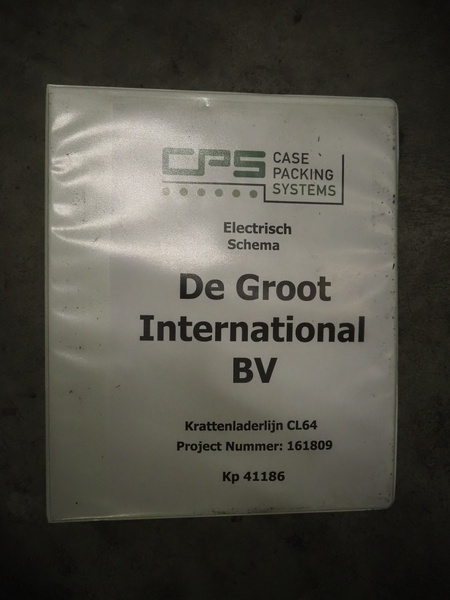 CPS CASE
PACKING
SYSTEMS
Electrisch
Schema
De Groot
International
BV
Krattenladerlijn CL64
Project Nummer: 161809
Kp 41186